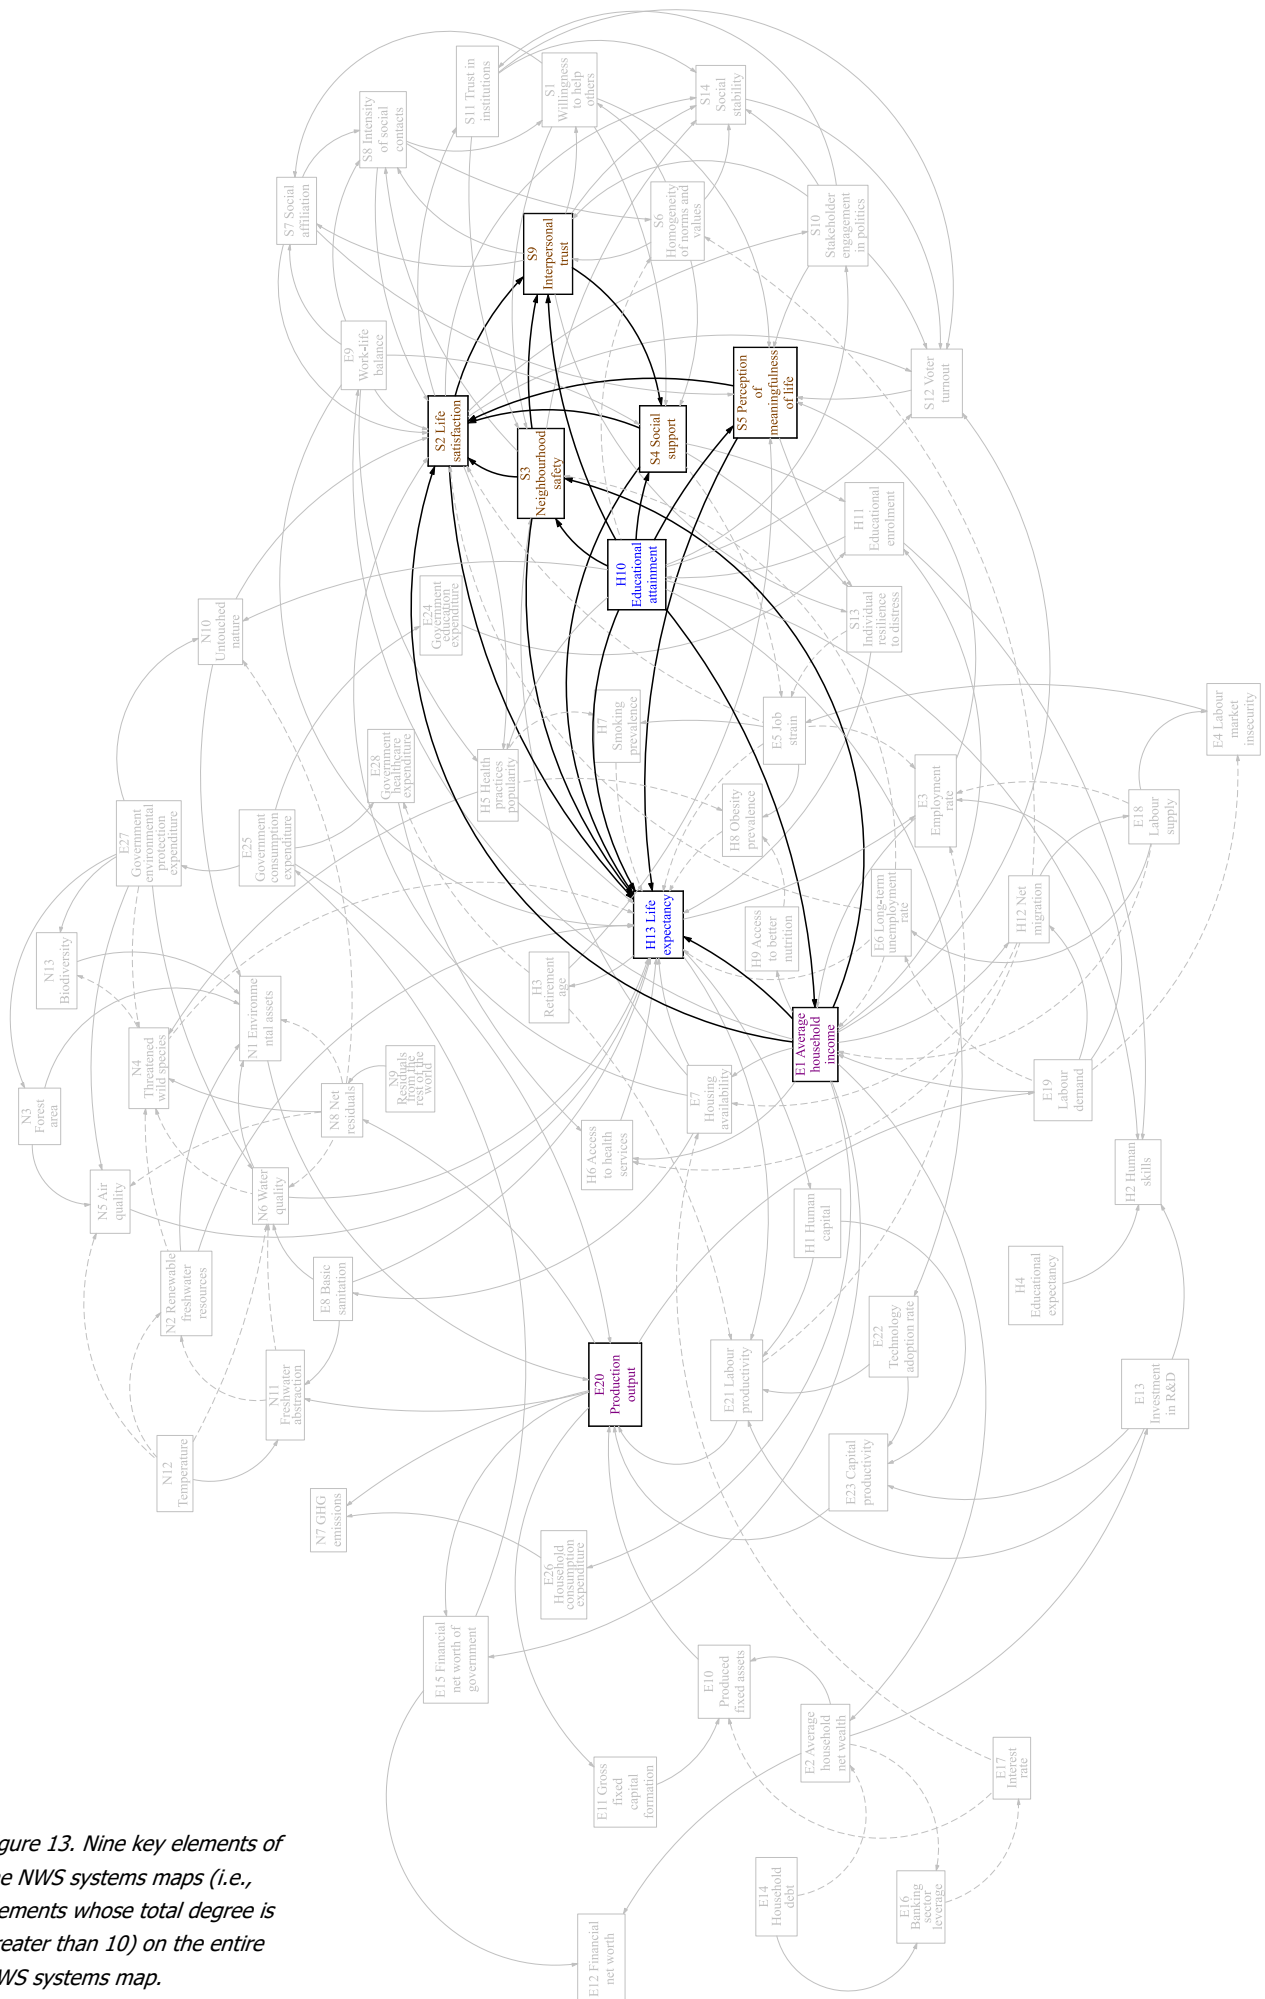 S11 Trust in
institutions
S1
Willingness
to help
others
S14
Social
stability
S8 Intensity
of social
contacts
S7 Social
affiliation
S6
Homogeneity
of norms and
values
S10
Stakeholder
engagement
in politics
S9
Interpersonal
trust
E9
Work-life
balance
S12 Voter
turnout
S2 Life
satisfaction
S3
Neighbourhood
safety
S4 Social
support
S5 Perception
of
meaningfulness
of life
H11
Educational
enrolment
H10
Educational
attainment
S13
Individual
resilience
to distress
N10
Untouched
nature
E24
Government
education
expenditure
H7
Smoking
prevalence
E5 Job
strain
E4 Labour
market
insecurity
E28
Government
healthcare
expenditure
H5 Health
practices
popularity
H8 Obesity
prevalence
E3
Employment
rate
E18
Labour
supply
E27
Government
environmental
protection
expenditure
E25
Government
consumption
expenditure
H13 Life
expectancy
H9 Access
to better
nutrition
E6 Long-term
unemployment
rate
H12 Net
migration
N13
Biodiversity
H3
Retirement
age
N1 Environme
ntal assets
N4
Threatened
wild species
E1 Average
household
income
N3
Forest
area
N8 Net
residuals
N9
Residuals
from the
rest of the
world
E7
Housing
availability
E19
Labour
demand
H6 Access
to health
services
H2 Human
skills
N5 Air
quality
N6 Water
quality
H1 Human
capital
H4
Educational
expectancy
N2 Renewable
freshwater
resources
E8 Basic
sanitation
E22
Technology
adoption rate
N11
Freshwater
abstraction
E20
Production
output
E21 Labour
productivity
E13
Investment
in R&D
N12
Temperature
E23 Capital
productivity
N7 GHG
emissions
E26
Household
consumption
expenditure
E15 Financial
net worth of
government
E10
Produced
fixed assets
E2 Average
household
net wealth
E17
Interest
rate
E11 Gross
fixed
capital
formation
E14
Household
debt
E16
Banking
sector
leverage
E12 Financial
net worth
gure 13. Nine key elements of
e NWS systems maps (i.e.,
ements whose total degree is
reater than 10) on the entire
WS systems map.